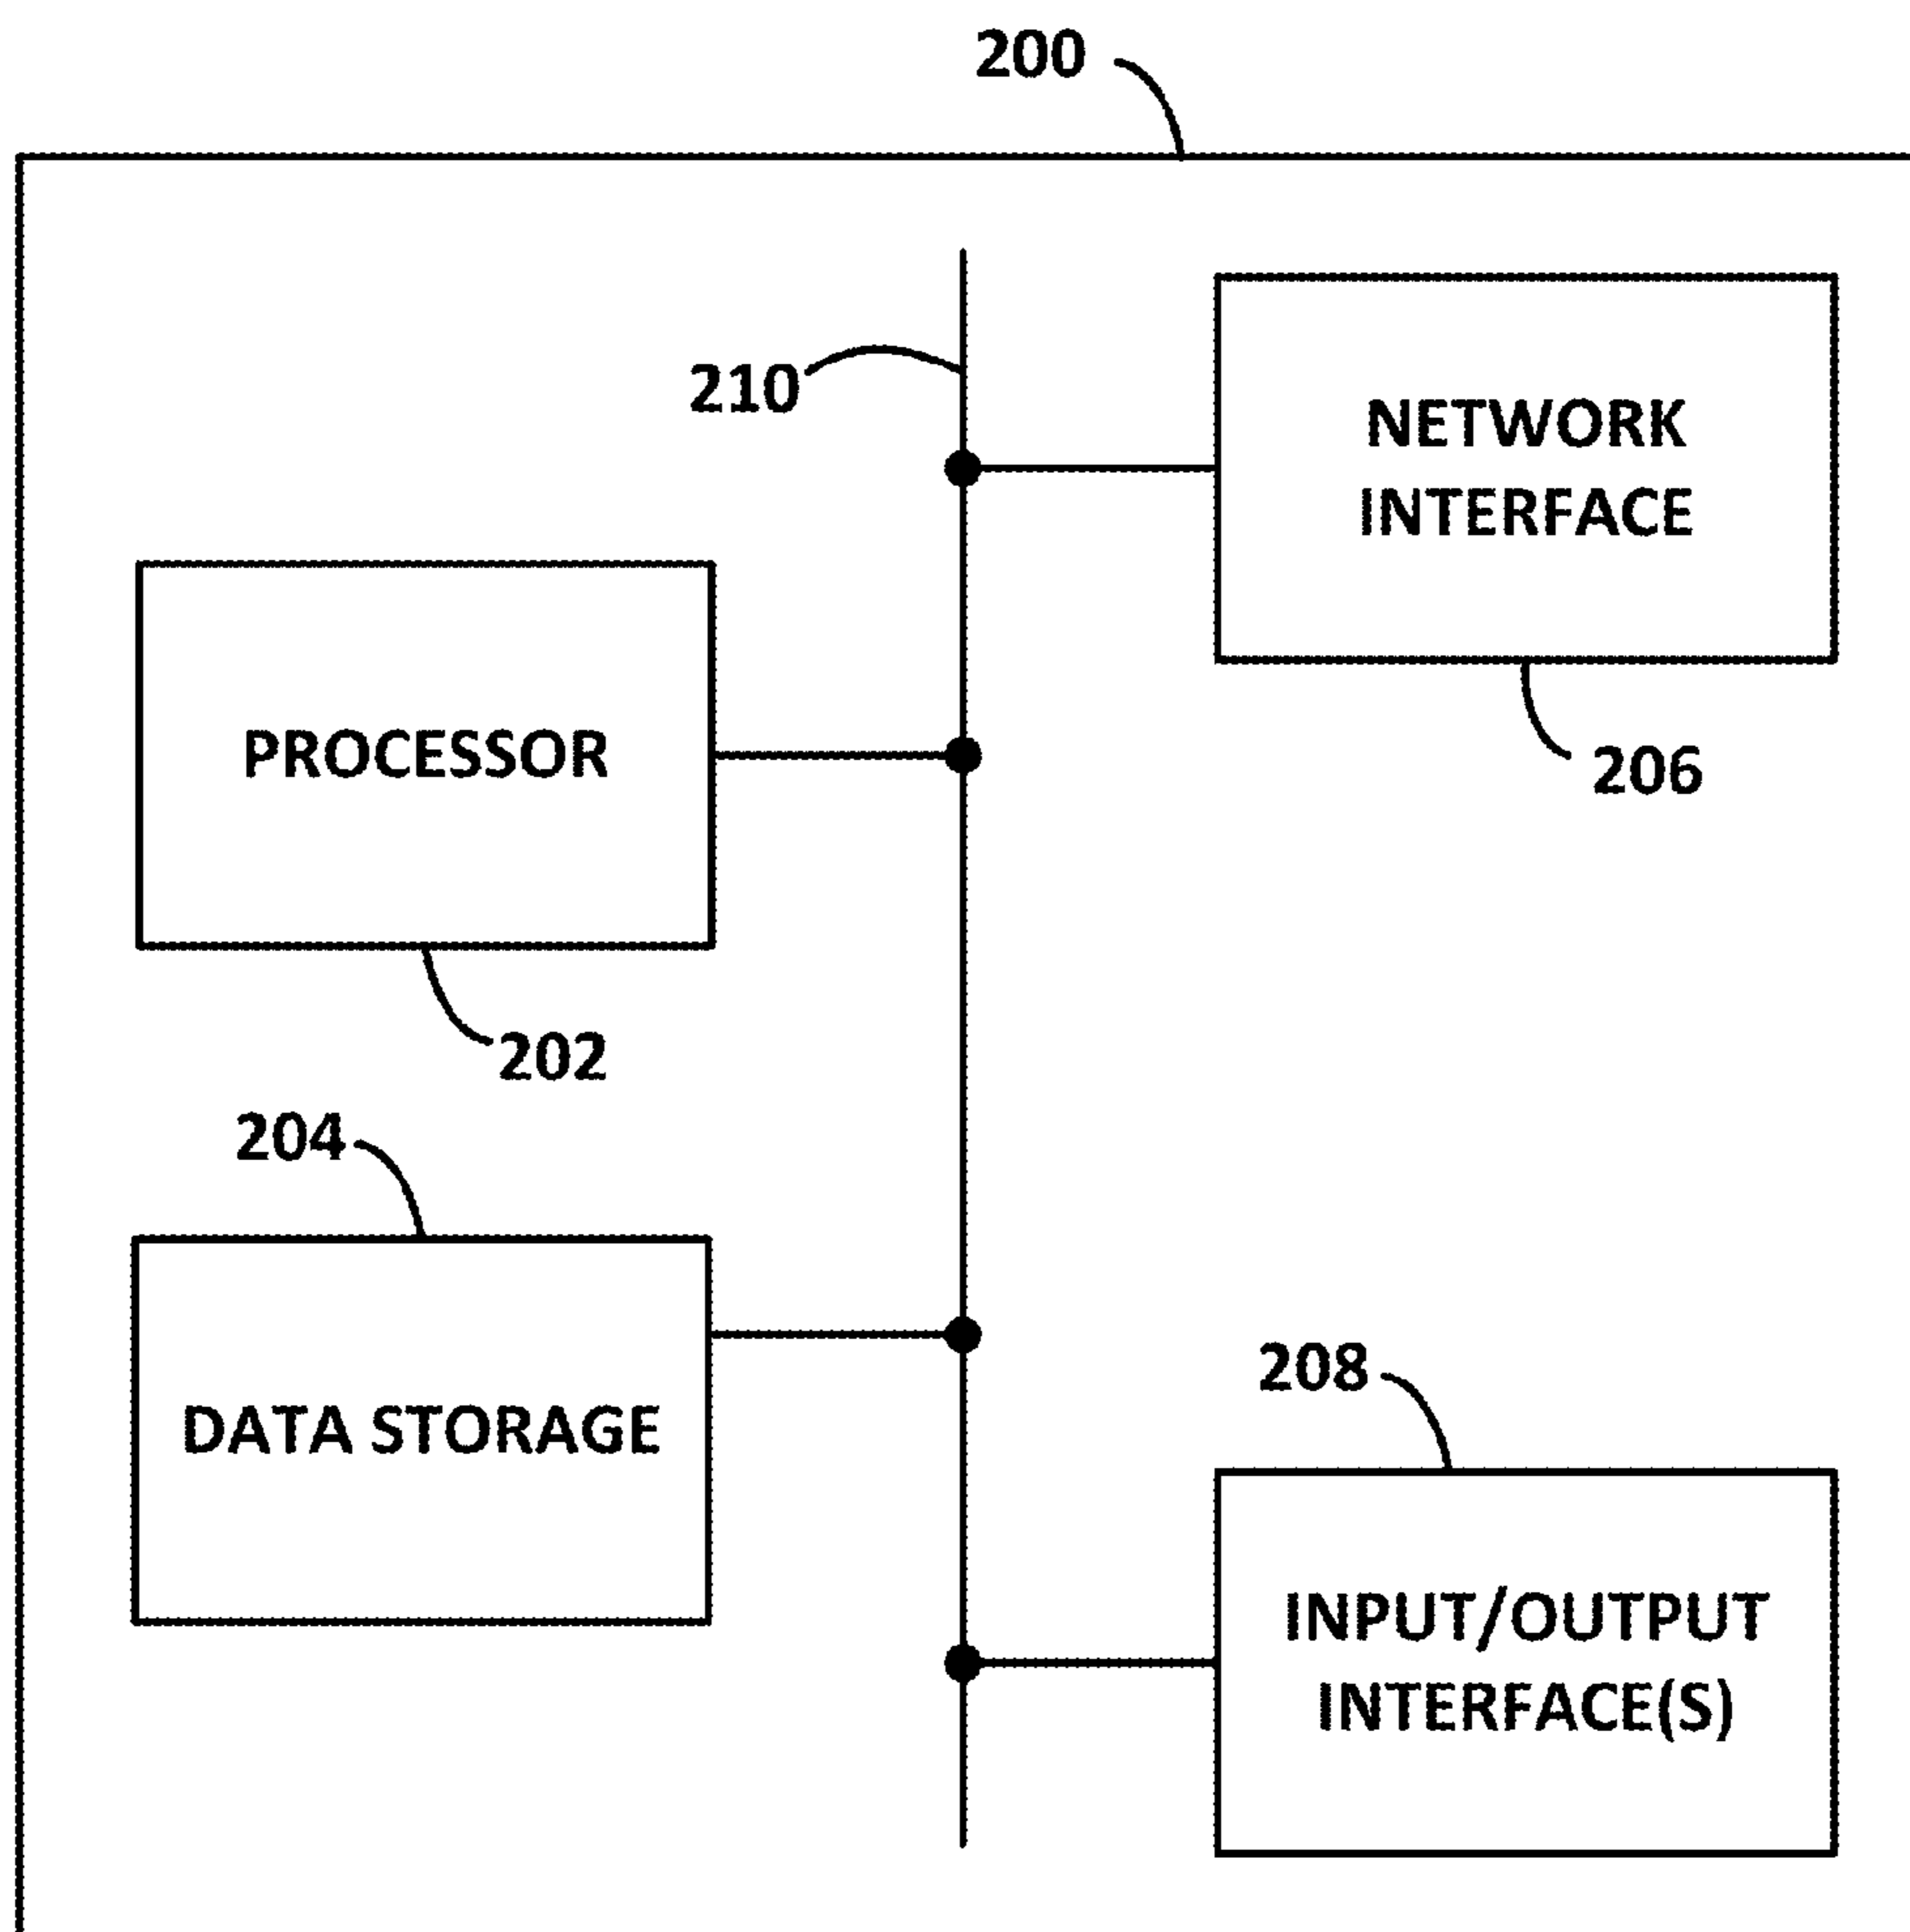 200
210
NETWORK
INTERFACE
PROCESSOR
206
202
204
208
DATA STORAGE
INPUT/OUTPUT
INTERFACE(S)